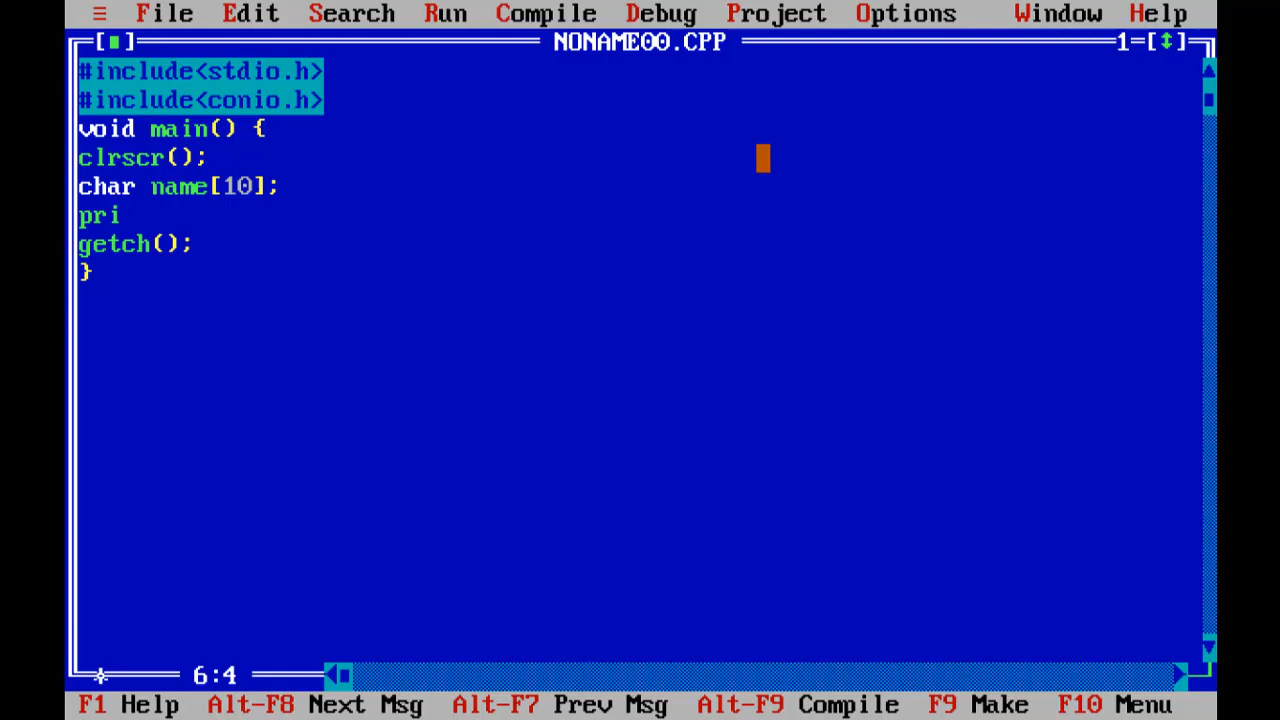 ≡ File Edit Search Run Compile Debug Project Options Window Help
[■] NONAME00.CPP 1=[↕]
#include<stdio.h>
#include<conio.h>
void main() {
clrscr();
char name[10];
pri
getch();
}
6:4
F1 Help Alt-F8 Next Msg Alt-F7 Prev Msg Alt-F9 Compile F9 Make F10 Menu